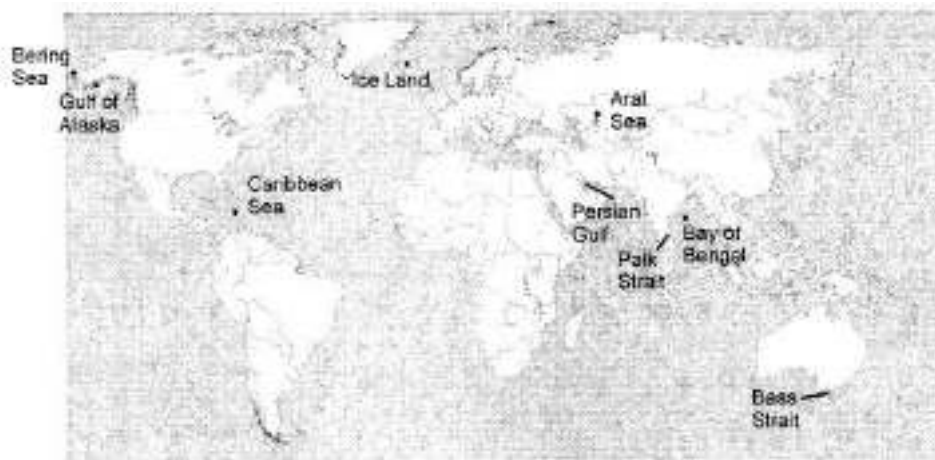 Bering
Sea
Gulf of
Alaska
Ice Land
Aral
Sea
Caribbean
Sea
Persian
Gulf
Palk
Strait
Bay of
Bengal
Bass
Strait